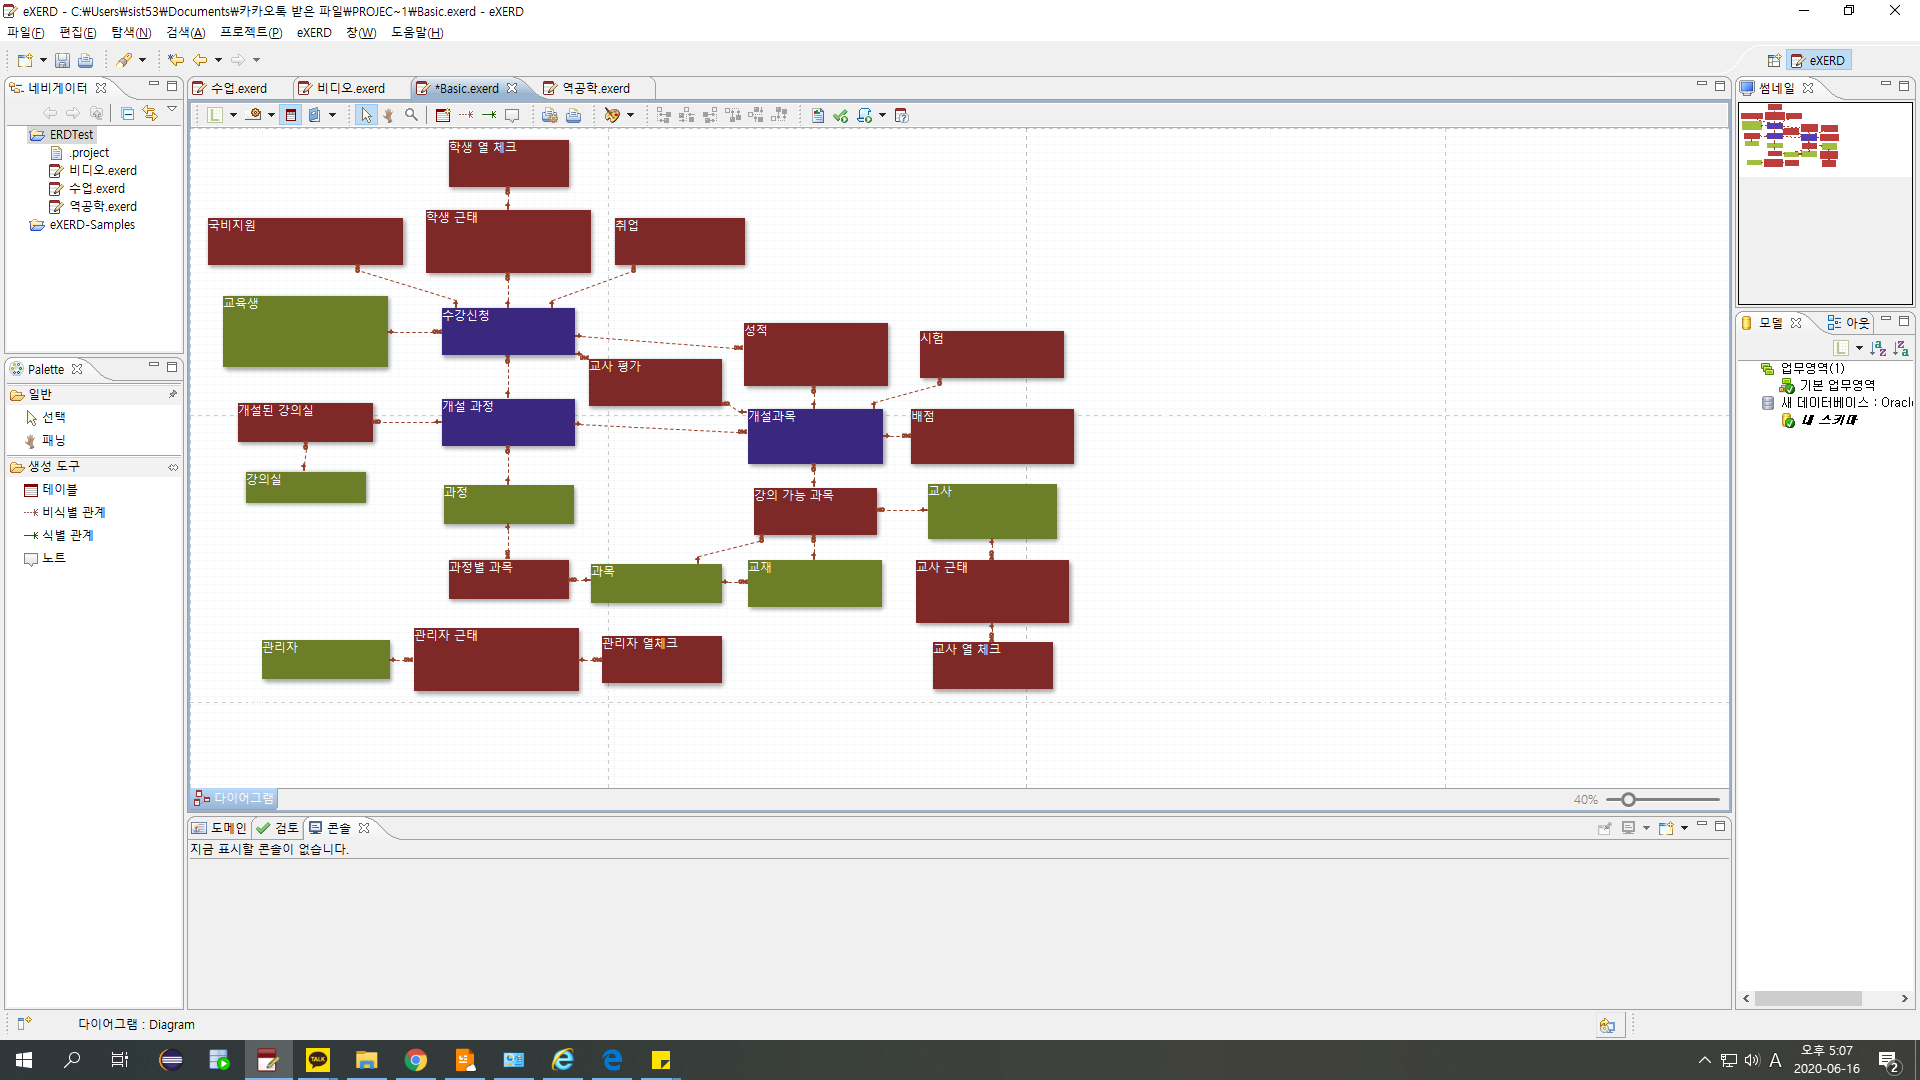 eXERD - C:￦Users￦sist53￦Documents￦카카오톡 받은 파일￦PROJEC~1￦Basic.exerd - eXERD
파일(F) 편집(E) 탐색(N) 검색(A) 프로젝트(P) eXERD 창(W) 도움말(H)
eXERD
네비게이터
ERDTest
.project
비디오.exerd
수업.exerd
역공학.exerd
eXERD-Samples
Palette
일반
선택
패닝
생성 도구
테이블
비식별 관계
식별 관계
노트
수업.exerd
비디오.exerd
*Basic.exerd
역공학.exerd
학생 열 체크
국비지원
학생 근태
취업
교육생
수강신청
성적
시험
교사 평가
개설된 강의실
개설 과정
개설과목
배점
강의실
과정
강의 가능 과목
교사
과정별 과목
과목
교재
교사 근태
관리자
관리자 근태
관리자 열체크
교사 열 체크
다이어그램
40%
도메인
검토
콘솔
지금 표시할 콘솔이 없습니다.
썸네일
모델
아웃
업무영역(1)
기본 업무영역
새 데이터베이스 : Oracle
내 스키마
다이어그램 : Diagram
TALK
A
오후 5:07
2020-06-16
2